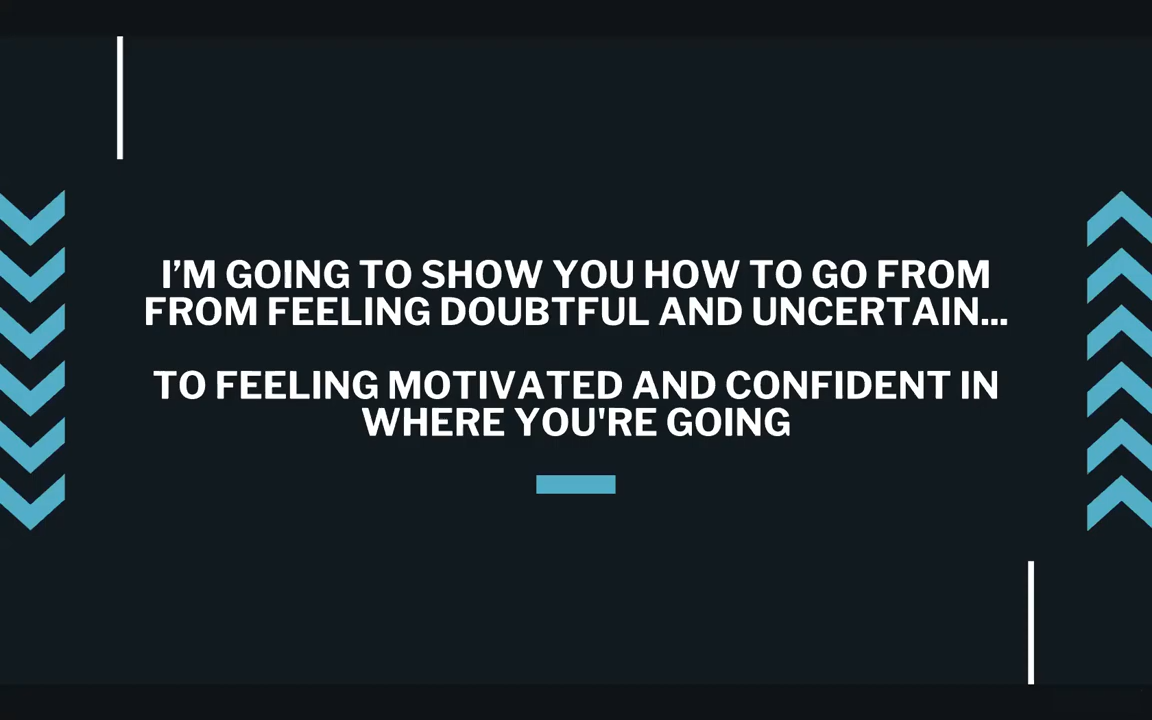 I’M GOING TO SHOW YOU HOW TO GO FROM
FROM FEELING DOUBTFUL AND UNCERTAIN...
TO FEELING MOTIVATED AND CONFIDENT IN
WHERE YOU'RE GOING